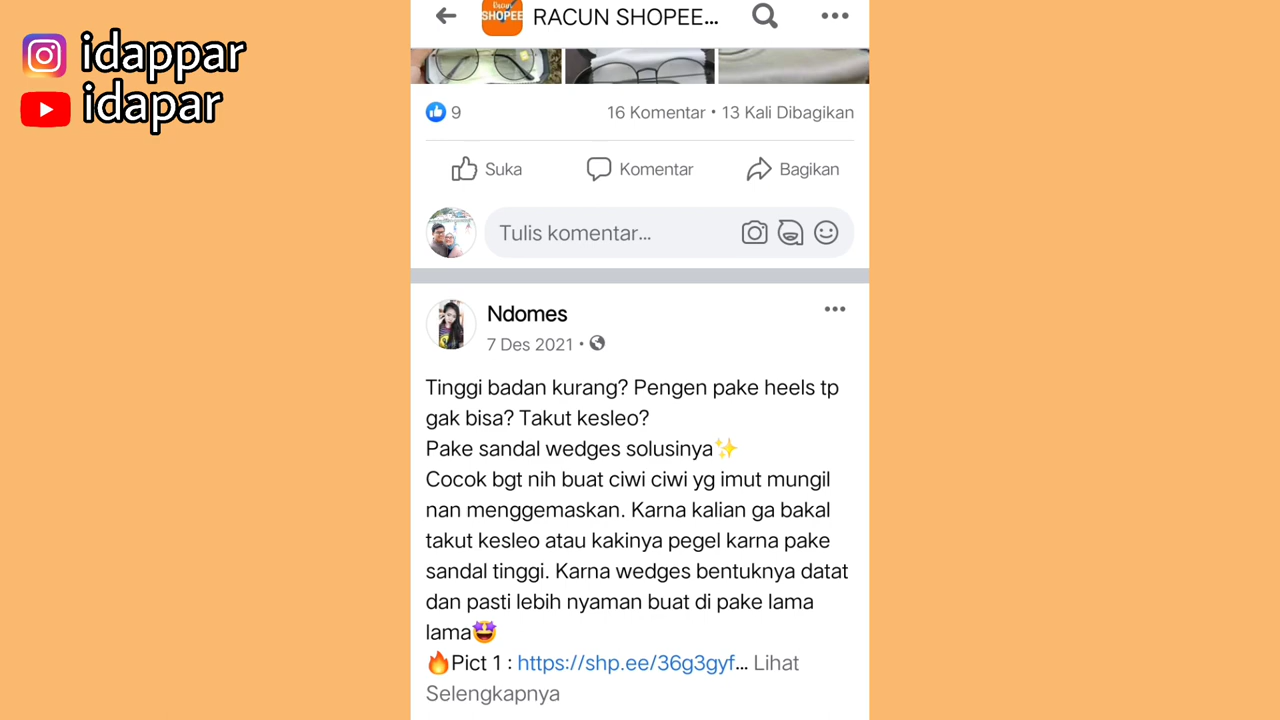 idappar
idapar
Racun
SHOPEE
RACUN SHOPEE...
9
16 Komentar • 13 Kali Dibagikan
Suka
Komentar
Bagikan
Tulis komentar...
Ndomes
7 Des 2021 •
Tinggi badan kurang? Pengen pake heels tp
gak bisa? Takut kesleo?
Pake sandal wedges solusinya✨
Cocok bgt nih buat ciwi ciwi yg imut mungil
nan menggemaskan. Karna kalian ga bakal
takut kesleo atau kakinya pegel karna pake
sandal tinggi. Karna wedges bentuknya datat
dan pasti lebih nyaman buat di pake lama
lama🤩
🔥Pict 1 : https://shp.ee/36g3gyf... Lihat
Selengkapnya